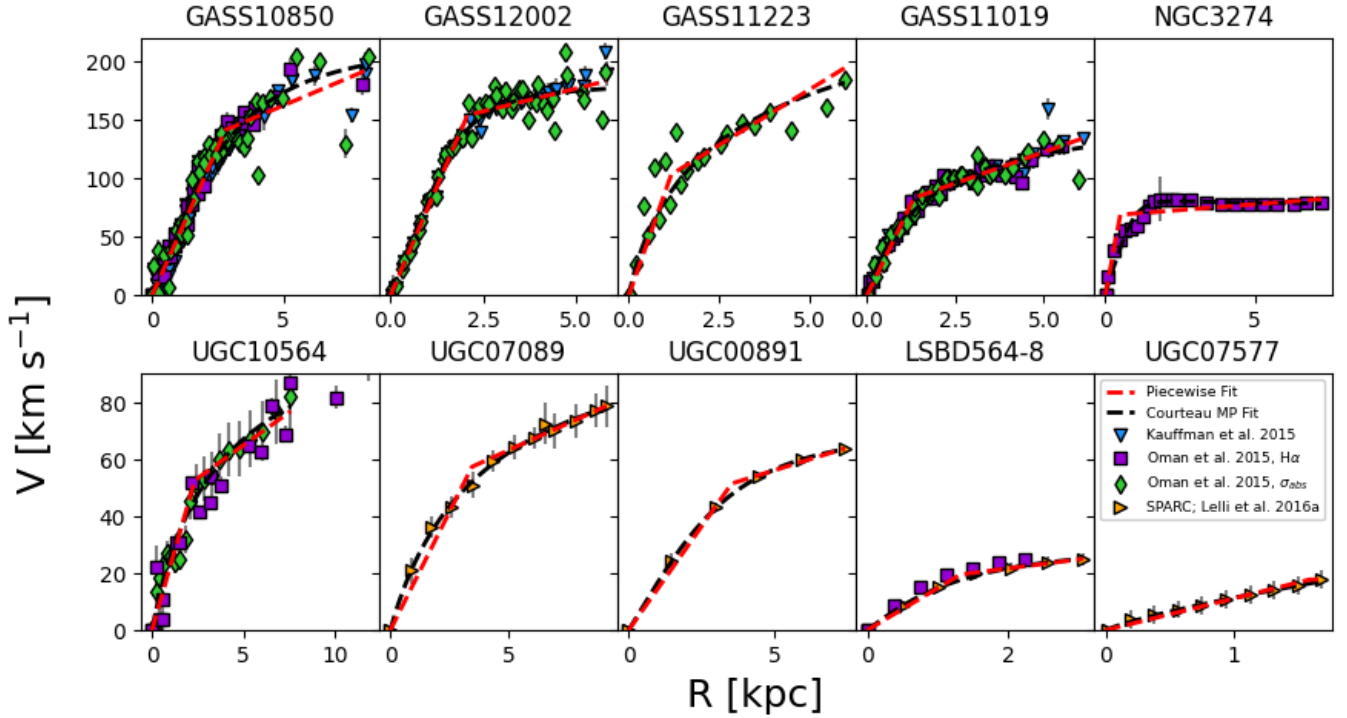 GASS10850 GASS12002 GASS11223 GASS11019 NGC3274
200
150
100
50
0
0 5 0.0 2.5 5.0 0.0 2.5 5.0 0.0 2.5 5.0 0 5
UGC10564 UGC07089 UGC00891 LSBD564-8 UGC07577
80
60
40
20
0
0 5 10 0 5 0 5 0 2 0 1
Piecewise Fit
Courteau MP Fit
Kauffman et al. 2015
Oman et al. 2015, Hα
Oman et al. 2015, σabs
SPARC; Lelli et al. 2016a
V [km s⁻¹]
R [kpc]